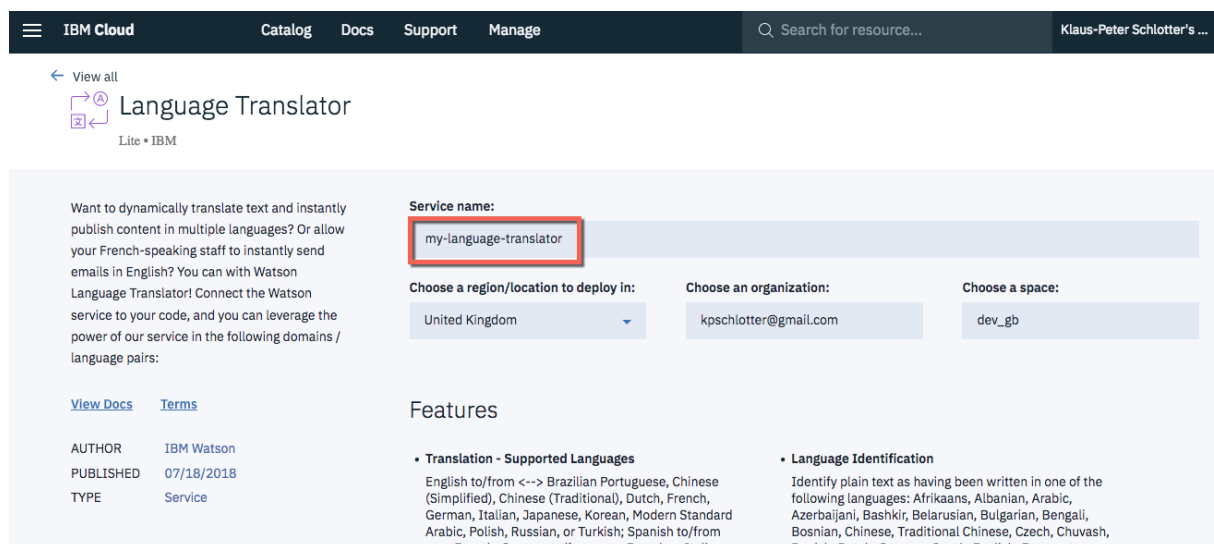 IBM Cloud Catalog Docs Support Manage Search for resource... Klaus-Peter Schlotter's ...
← View all
Language Translator
Lite • IBM
Want to dynamically translate text and instantly
publish content in multiple languages? Or allow
your French-speaking staff to instantly send
emails in English? You can with Watson
Language Translator! Connect the Watson
service to your code, and you can leverage the
power of our service in the following domains /
language pairs:
View Docs Terms
AUTHOR IBM Watson
PUBLISHED 07/18/2018
TYPE Service
Service name:
my-language-translator
Choose a region/location to deploy in: Choose an organization: Choose a space:
United Kingdom kpschlotter@gmail.com dev_gb
Features
• Translation - Supported Languages
English to/from <--> Brazilian Portuguese, Chinese
(Simplified), Chinese (Traditional), Dutch, French,
German, Italian, Japanese, Korean, Modern Standard
Arabic, Polish, Russian, or Turkish; Spanish to/from
• Language Identification
Identify plain text as having been written in one of the
following languages: Afrikaans, Albanian, Arabic,
Azerbaijani, Bashkir, Belarusian, Bulgarian, Bengali,
Bosnian, Chinese, Traditional Chinese, Czech, Chuvash,